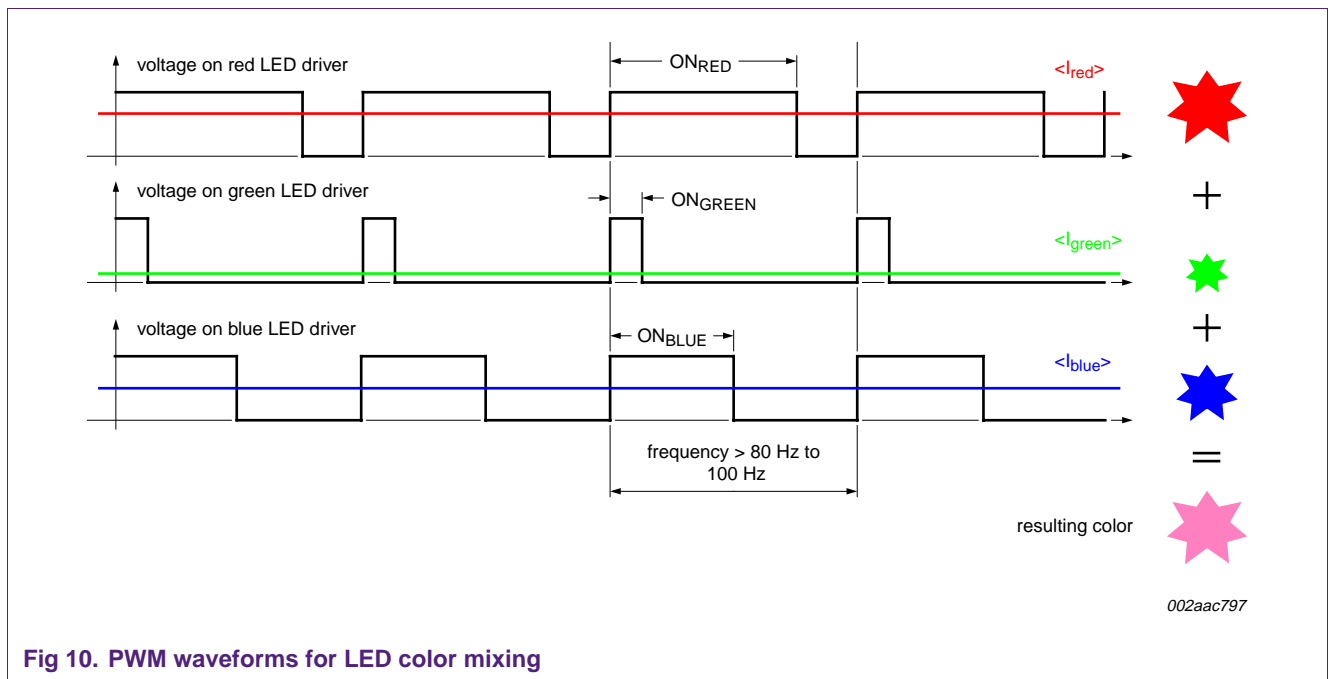 voltage on red LED driver
ONRED
<Ired>
voltage on green LED driver
ONGREEN
+
<Igreen>
voltage on blue LED driver
+
ONBLUE
<Iblue>
frequency > 80 Hz to
100 Hz
=
resulting color
002aac797
Fig 10. PWM waveforms for LED color mixing